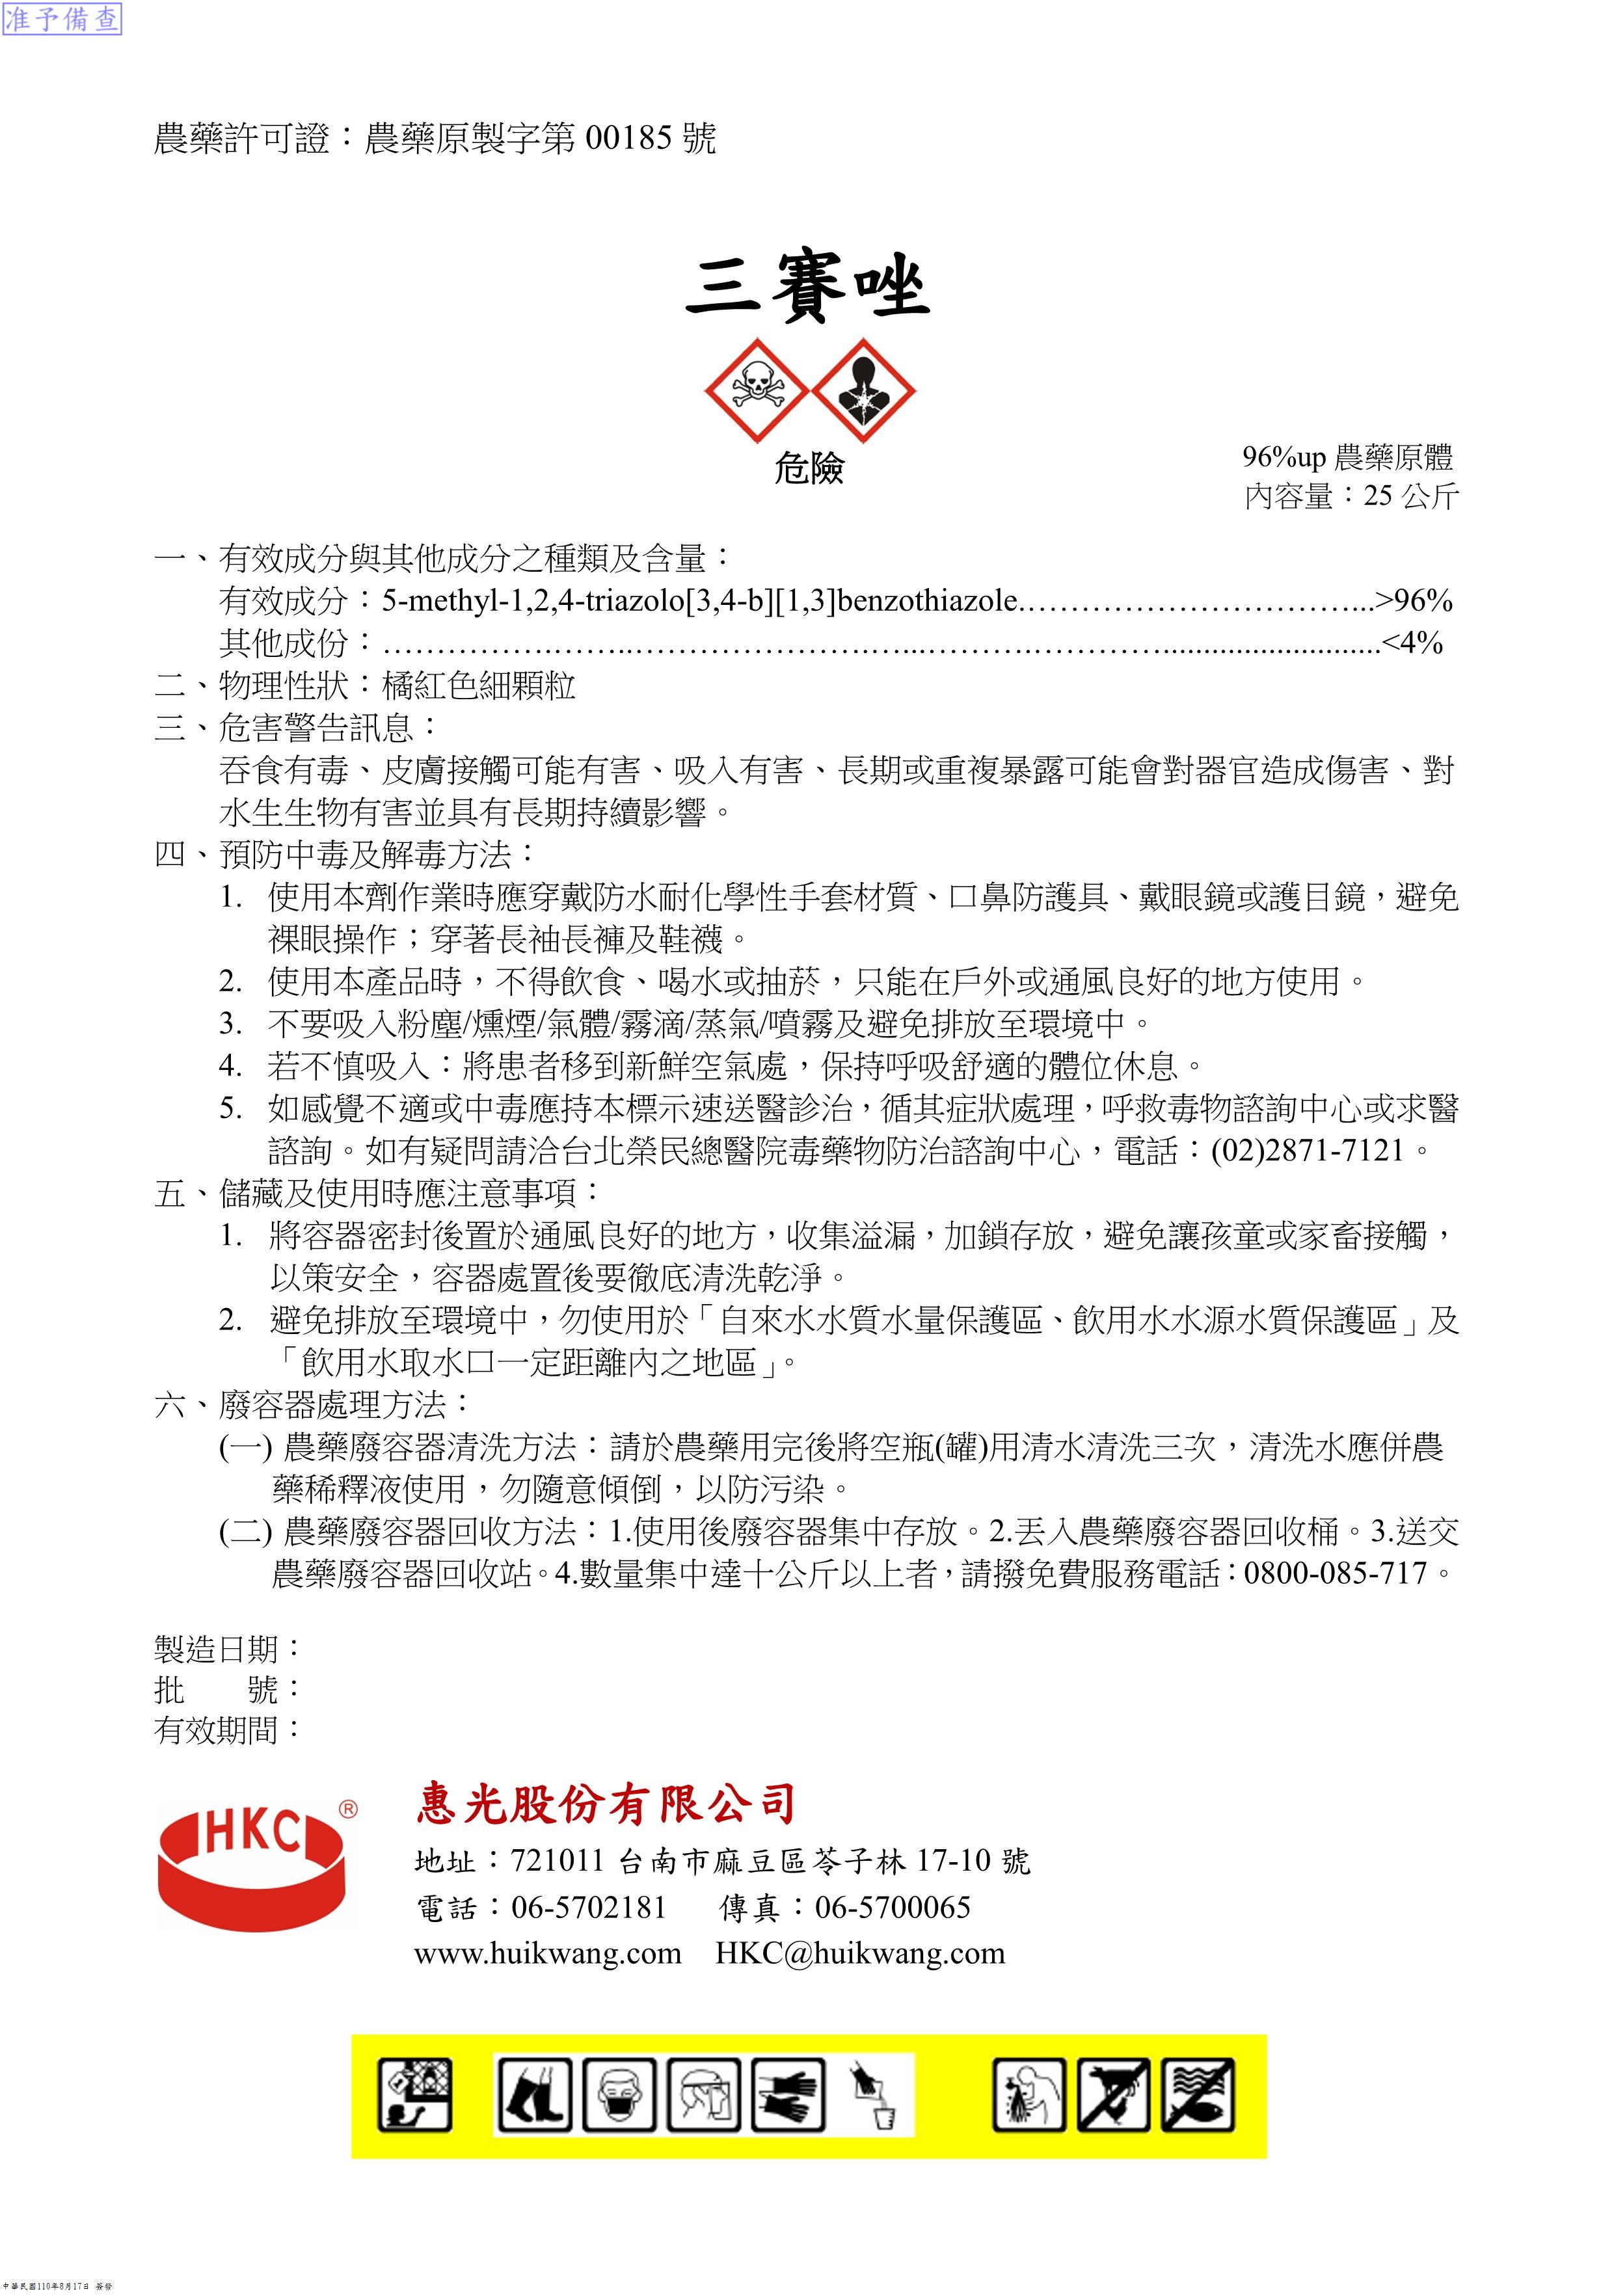 准予備查
農藥許可證：農藥原製字第 00185 號
三賽唑
危險
96%up 農藥原體
內容量：25 公斤
一、有效成分與其他成分之種類及含量：
有效成分：5-methyl-1,2,4-triazolo[3,4-b][1,3]benzothiazole.……………………………...>96%
其他成份：…………….…….………………….…...……….…………….........................<4%
二、物理性狀：橘紅色細顆粒
三、危害警告訊息：
吞食有毒、皮膚接觸可能有害、吸入有害、長期或重複暴露可能會對器官造成傷害、對
水生生物有害並具有長期持續影響。
四、預防中毒及解毒方法：
1. 使用本劑作業時應穿戴防水耐化學性手套材質、口鼻防護具、戴眼鏡或護目鏡，避免
裸眼操作；穿著長袖長褲及鞋襪。
2. 使用本產品時，不得飲食、喝水或抽菸，只能在戶外或通風良好的地方使用。
3. 不要吸入粉塵/燻煙/氣體/霧滴/蒸氣/噴霧及避免排放至環境中。
4. 若不慎吸入：將患者移到新鮮空氣處，保持呼吸舒適的體位休息。
5. 如感覺不適或中毒應持本標示速送醫診治，循其症狀處理，呼救毒物諮詢中心或求醫
諮詢。如有疑問請洽台北榮民總醫院毒藥物防治諮詢中心，電話：(02)2871-7121。
五、儲藏及使用時應注意事項：
1. 將容器密封後置於通風良好的地方，收集溢漏，加鎖存放，避免讓孩童或家畜接觸，
以策安全，容器處置後要徹底清洗乾淨。
2. 避免排放至環境中，勿使用於「自來水水質水量保護區、飲用水水源水質保護區」及
「飲用水取水口一定距離內之地區」。
六、廢容器處理方法：
(一) 農藥廢容器清洗方法：請於農藥用完後將空瓶(罐)用清水清洗三次，清洗水應併農
藥稀釋液使用，勿隨意傾倒，以防污染。
(二) 農藥廢容器回收方法：1.使用後廢容器集中存放。2.丟入農藥廢容器回收桶。3.送交
農藥廢容器回收站。4.數量集中達十公斤以上者，請撥免費服務電話：0800-085-717。
製造日期：
批　　號：
有效期間：
HKC ®
惠光股份有限公司
地址：721011 台南市麻豆區苓子林 17-10 號
電話：06-5702181　傳真：06-5700065
www.huikwang.com　HKC@huikwang.com
中華民國110年8月17日 簽發